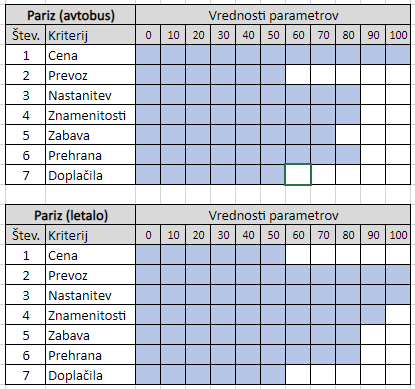 Pariz (avtobus) Vrednosti parametrov
Štev. Kriterij 0 10 20 30 40 50 60 70 80 90 100
1 Cena
2 Prevoz
3 Nastanitev
4 Znamenitosti
5 Zabava
6 Prehrana
7 Doplačila
Pariz (letalo) Vrednosti parametrov
Štev. Kriterij 0 10 20 30 40 50 60 70 80 90 100
1 Cena
2 Prevoz
3 Nastanitev
4 Znamenitosti
5 Zabava
6 Prehrana
7 Doplačila